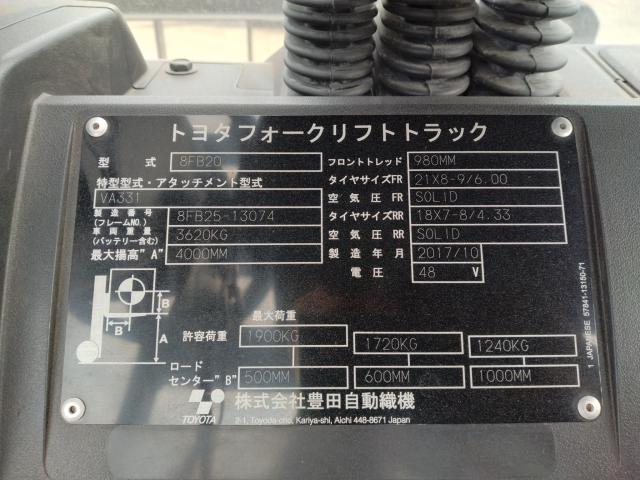 トヨタフォークリフトトラック
型式 8FB20 フロントトレッド 980MM
特型型式・アタッチメント型式 タイヤサイズFR 21X8-9/6.00
VA331 空気圧FR SOLID
製造番号(フレームNO.) 8FB25-13074 タイヤサイズRR 18X7-8/4.33
車両重量(バッテリー含む) 3620KG 空気圧RR SOLID
最大揚高"A" 4000MM 製造年月 2017/10
電圧 48 V
B
B
A
最大荷重
許容荷重 1900KG 1720KG 1240KG
ロード
センター"B" 500MM 600MM 1000MM
TOYOTA 株式会社豊田自動織機
2-1, Toyoda-cho, Kariya-shi, Aichi 448-8671 Japan
1 JAPANESE 57841-13150-71